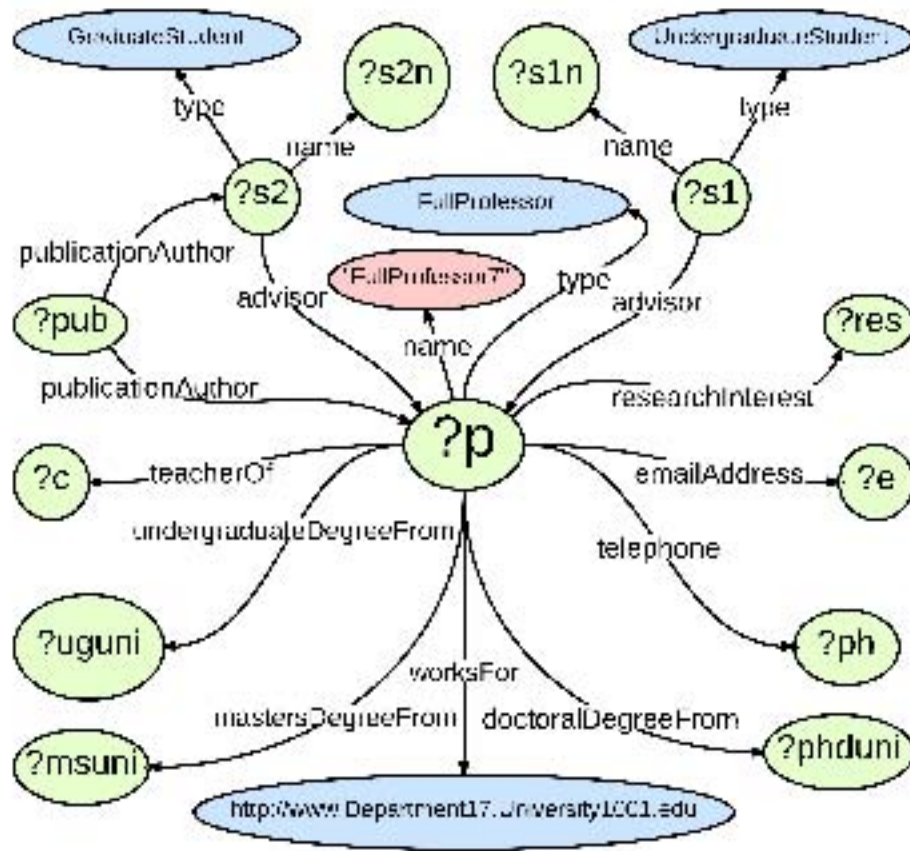 GraduateStudent
UndergraduateStudent
?s2n
?s1n
type
type
name
name
?s2
?s1
FullProfessor
publicationAuthor
"FullProfessor7"
type
advisor
advisor
?pub
?res
name
publicationAuthor
researchInterest
?p
?c
teacherOf
emailAddress
?e
undergraduateDegreeFrom
telephone
?uguni
?ph
worksFor
mastersDegreeFrom
doctoralDegreeFrom
?msuni
?phduni
http://www.Department17.University1001.edu